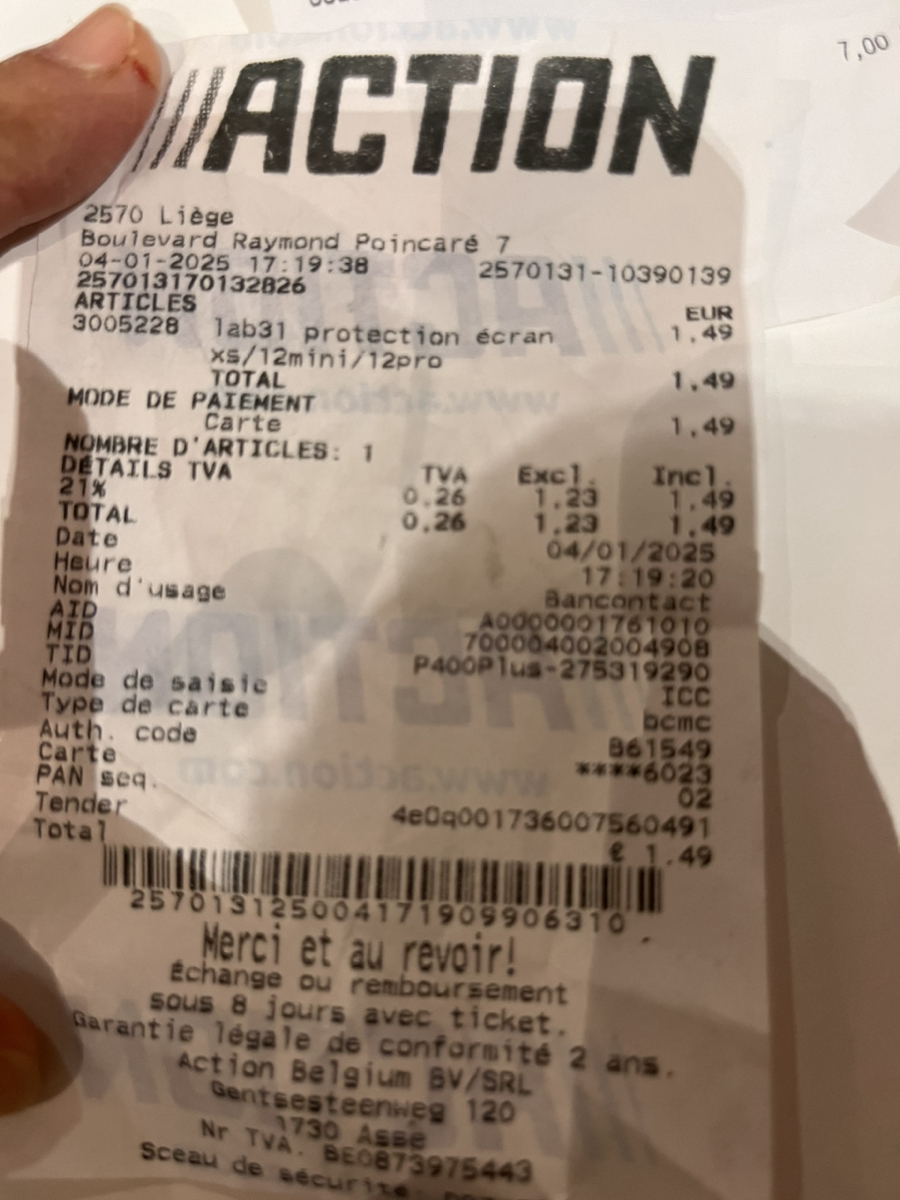 7,00
ACTION
2570 Liège
Boulevard Raymond Poincaré 7
04-01-2025 17:19:38 2570131-10390139
257013170132826
ARTICLES EUR
3005228 lab31 protection écran 1,49
xs/12mini/12pro
TOTAL 1,49
MODE DE PAIEMENT
Carte 1,49
NOMBRE D'ARTICLES: 1
DÉTAILS TVA TVA Excl. Incl.
21% 0.26 1.23 1.49
TOTAL 0.26 1.23 1.49
Date 04/01/2025
Heure 17:19:20
Nom d'usage Bancontact
AID A0000001761010
MID 700004002004908
TID P400Plus-275319290
Mode de saisie ICC
Type de carte bcmc
Auth. code B61549
Carte ****6023
PAN seq. 02
Tender 4e0q001736007560491
Total € 1.49
257013125004171909906310
Merci et au revoir!
Échange ou remboursement
sous 8 jours avec ticket.
Garantie légale de conformité 2 ans.
Action Belgium BV/SRL
Gentsesteenweg 120
1730 Asse
Nr TVA. BE0873975443
Sceau de sécurité: